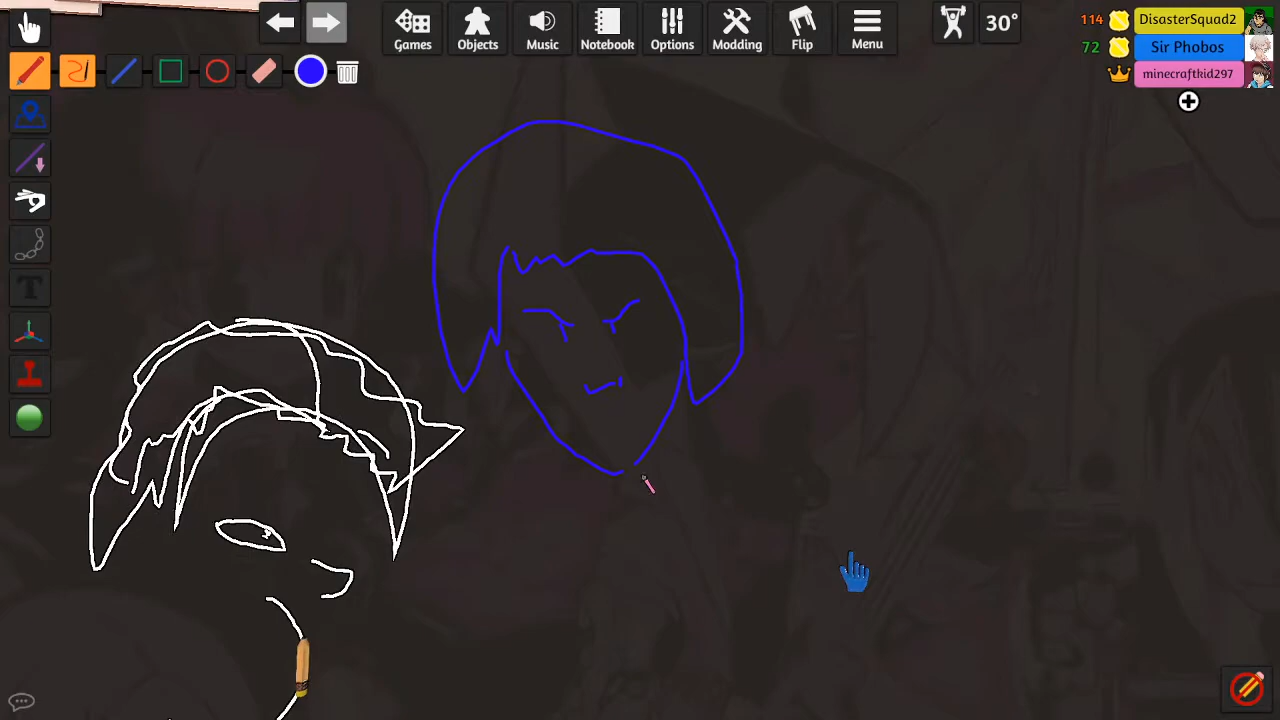 Games Objects Music Notebook Options Modding Flip Menu
30°
114 DisasterSquad2
72 Sir Phobos
minecraftkid297
T